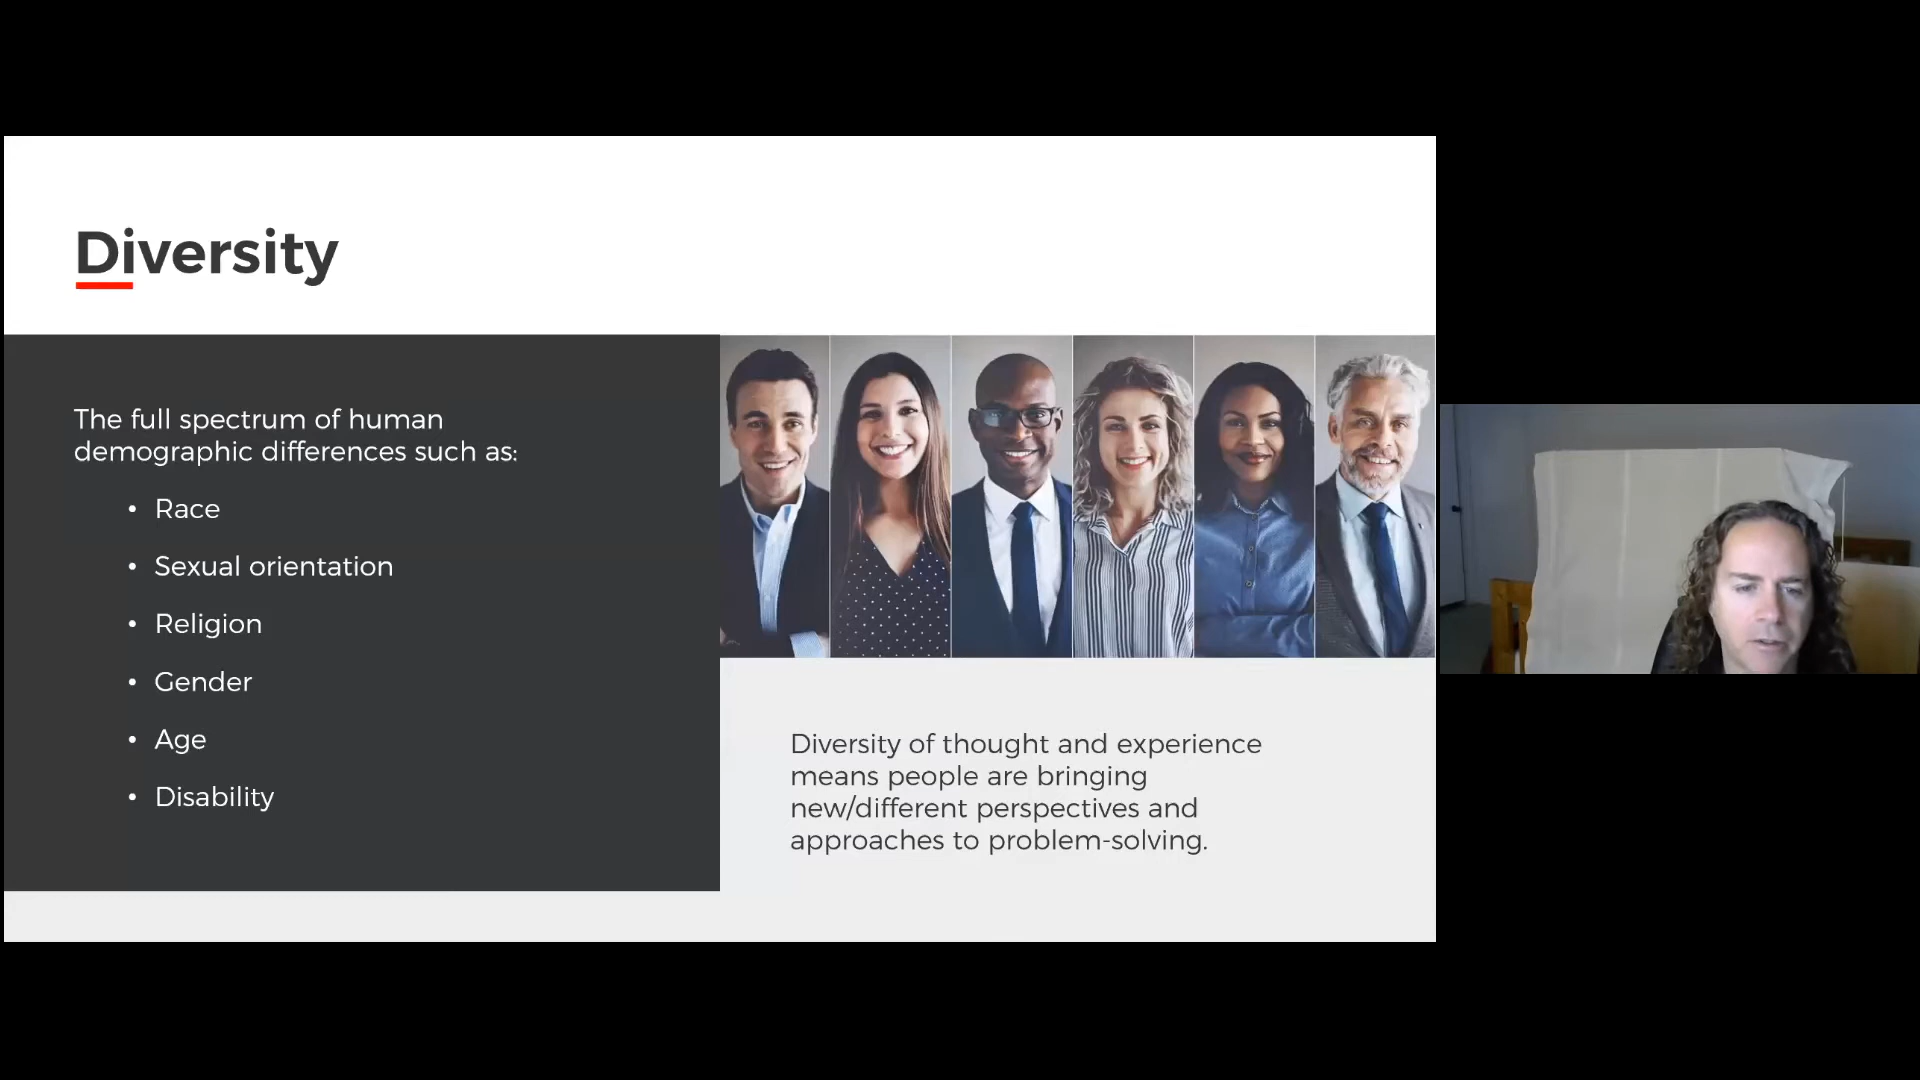 Diversity
The full spectrum of human
demographic differences such as:
• Race
• Sexual orientation
• Religion
• Gender
• Age
• Disability
Diversity of thought and experience
means people are bringing
new/different perspectives and
approaches to problem-solving.